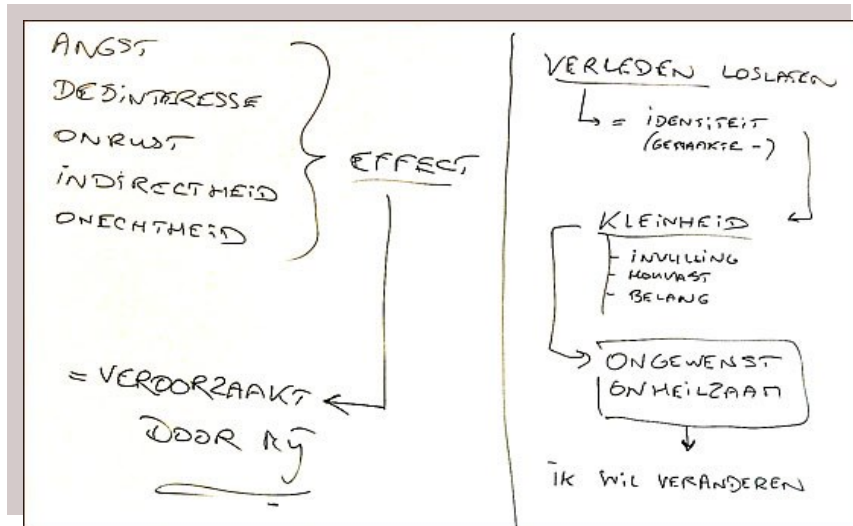 ANGST
DESINTERESSE
ONRUST
INDIRECTHEID
ONECHTHEID
EFFECT
= VEROORZAAKT
DOOR MIJ
VERLEDEN LOSLATEN
= IDENTITEIT
(GEMAAKTE -)
KLEINHEID
- INVULLING
- HOUVAST
- BELANG
ONGEWENST
ONHEILZAAM
IK WIL VERANDEREN